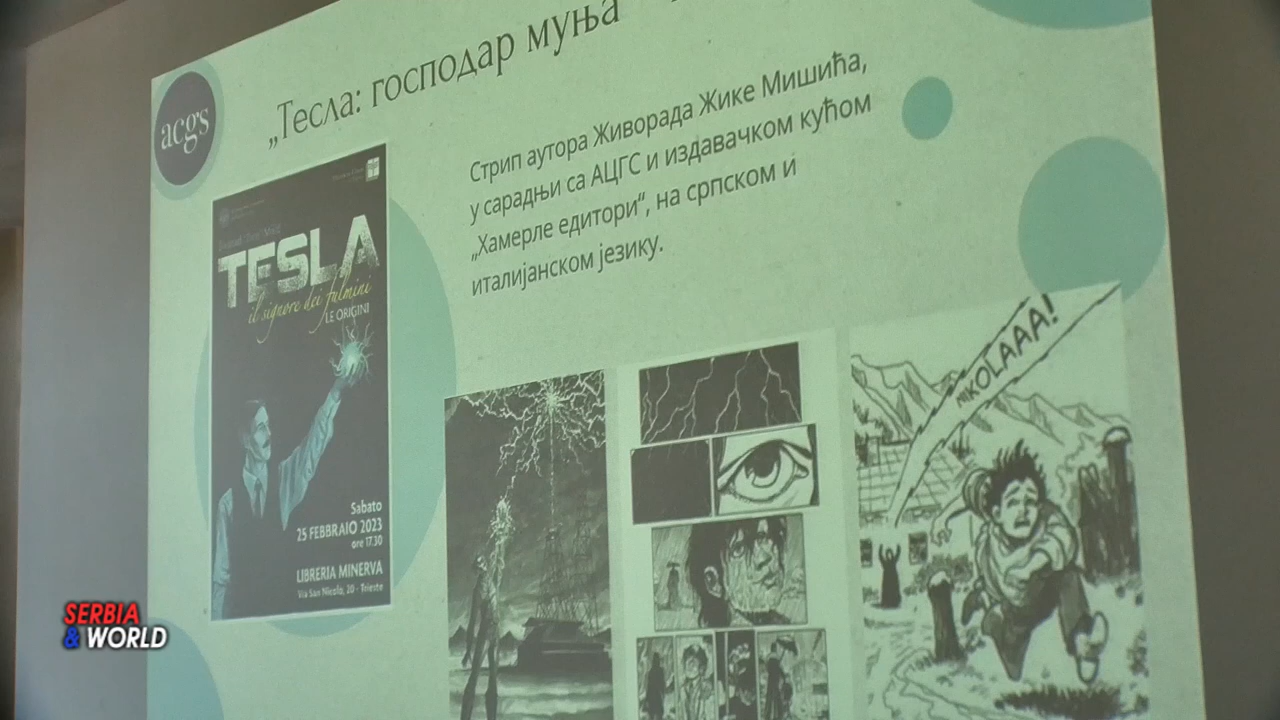 acgs
„Тесла: господар муња
Стрип аутора Живорада Жике Мишића,
у сарадњи са АЦГС и издавачком кућом
„Хамерле едитори“, на српском и
италијанском језику.
TESLA
il signore dei fulmini
LE ORIGINI
Sabato
25 FEBBRAIO 2023
ore 17.30
LIBRERIA MINERVA
Via San Nicolò, 20 - Trieste
NIKOLAAA!
SERBIA
& WORLD